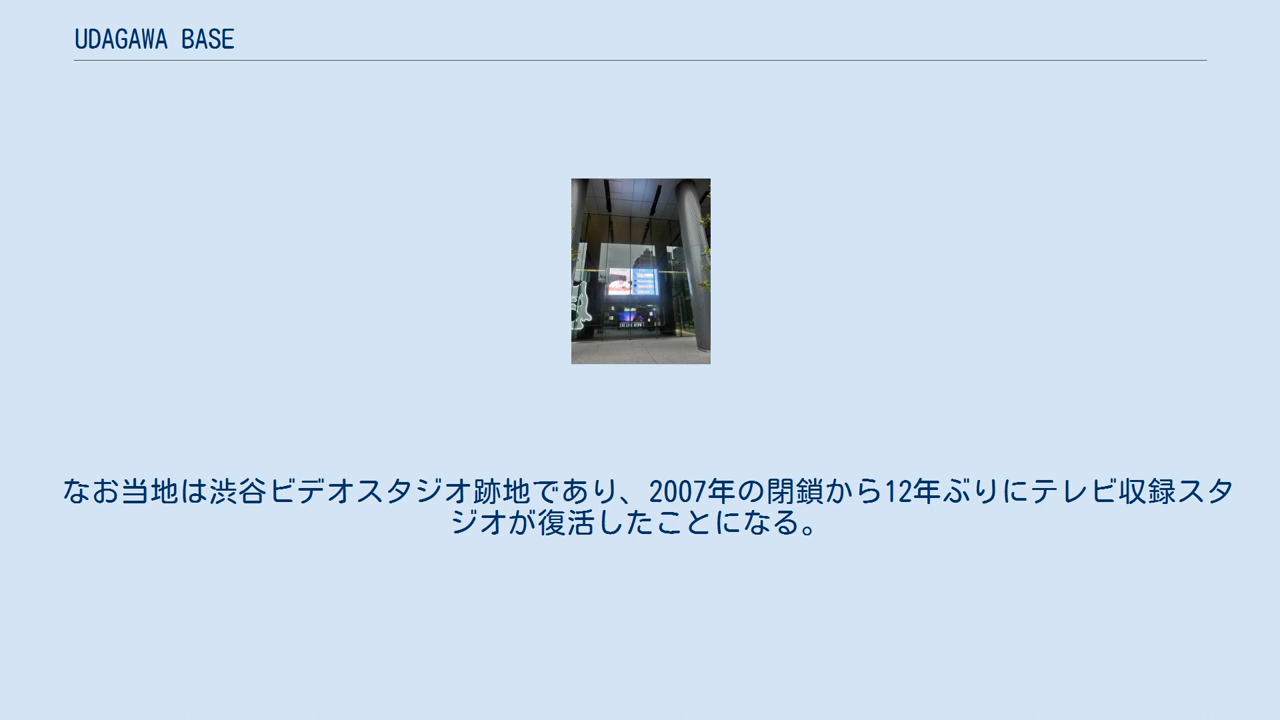 UDAGAWA BASE
なお当地は渋谷ビデオスタジオ跡地であり、2007年の閉鎖から12年ぶりにテレビ収録スタ
ジオが復活したことになる。